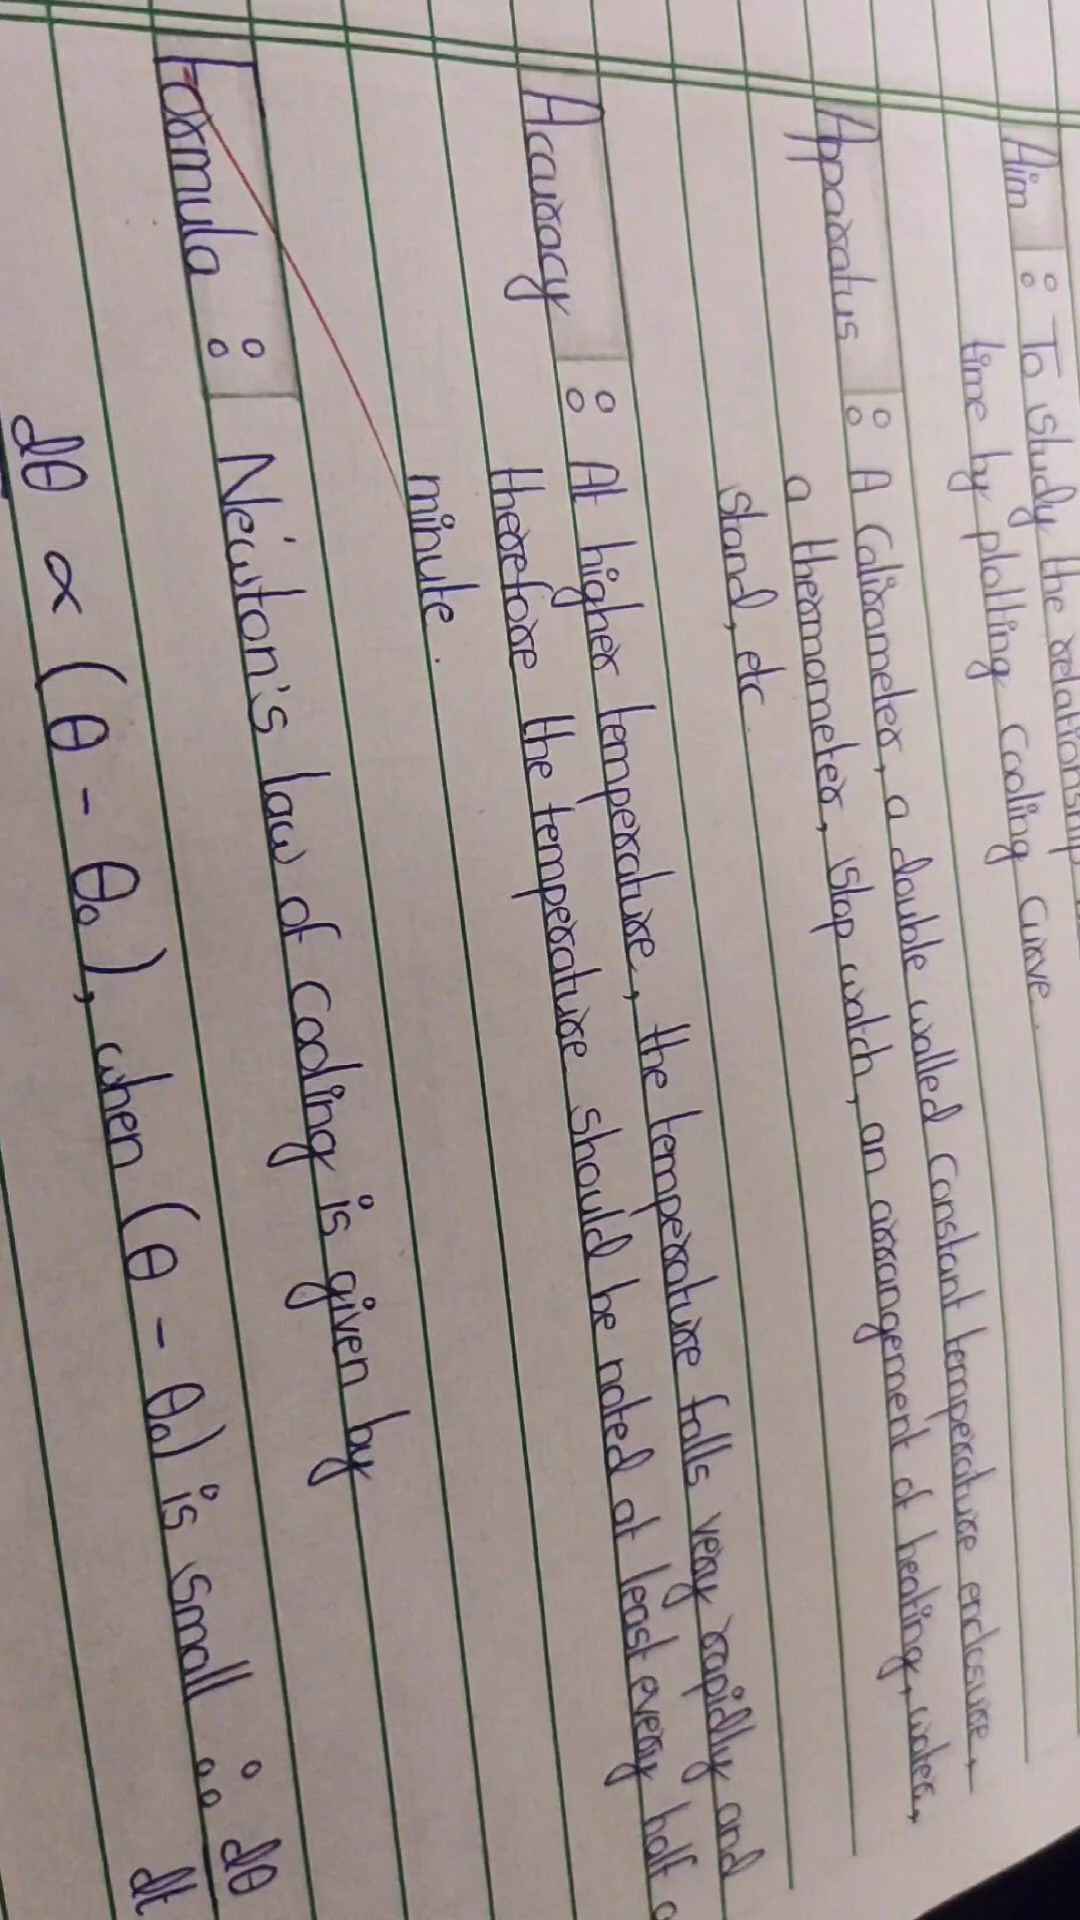 Aim : To study the relationship
time by plotting cooling curve.
Apparatus : A Calirameter, a double walled constant temperature enclosure,
a thermometer, stop watch, an arrangement of heating, water,
stand, etc.
Accuracy : At higher temperature, the temperature falls very rapidly and
therefore the temperature should be noted at least every half a
minute.
Formula : Newton's law of cooling is given by
dθ ∝ (θ - θ₀), when (θ - θ₀) is small ∴ dθ
dt